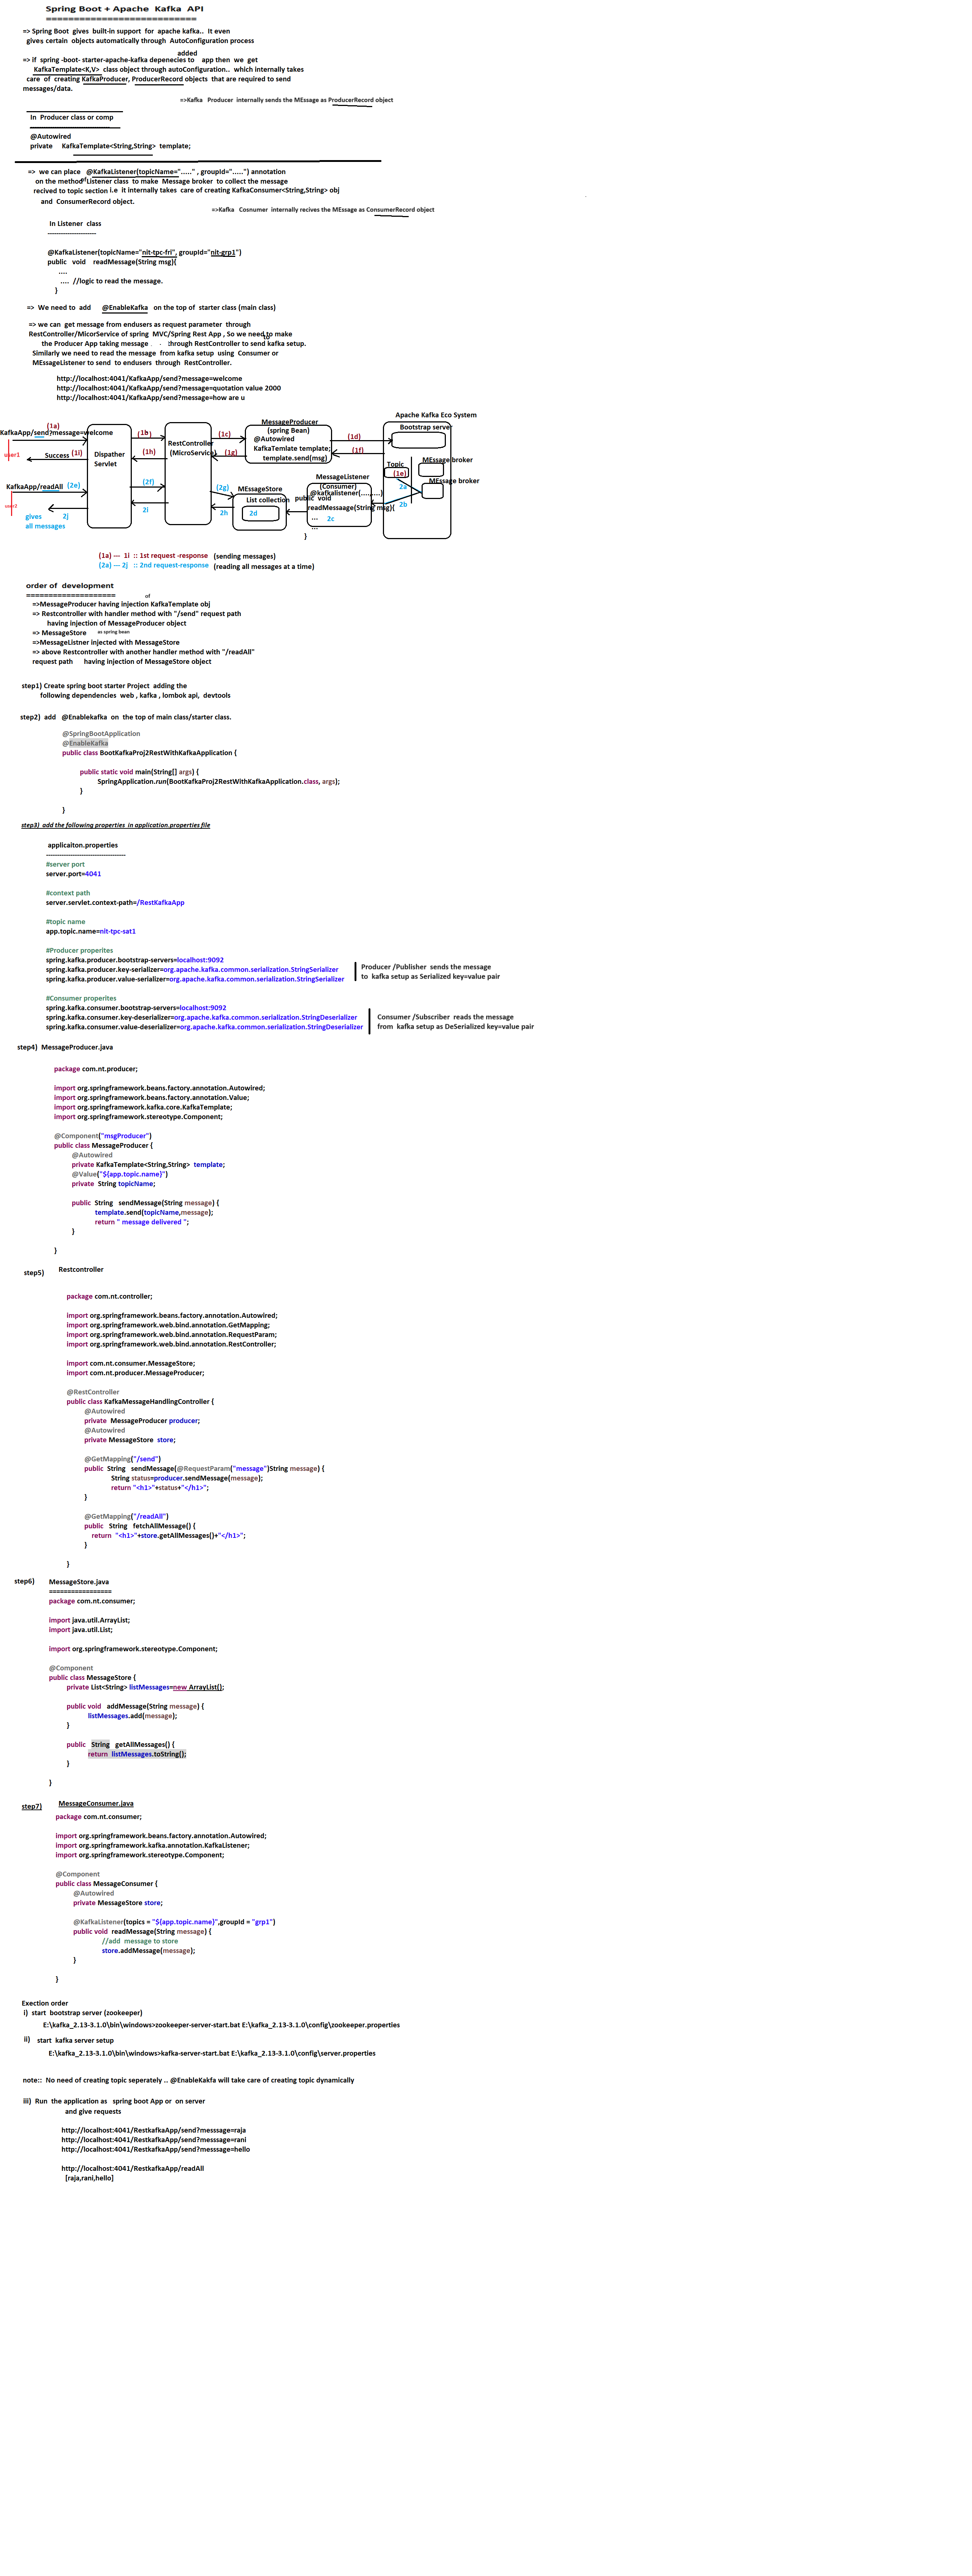 Spring Boot + Apache Kafka API
===========================
=> Spring Boot gives built-in support for apache kafka.. It even
gives certain objects automatically through AutoConfiguration process
added
=> if spring -boot- starter-apache-kafka depenecies to app then we get
KafkaTemplate<K,V> class object through autoConfiguration.. which internally takes
care of creating KafkaProducer, ProducerRecord objects that are required to send
messages/data.
=>Kafka Producer internally sends the MEssage as ProducerRecord object
In Producer class or comp
@Autowired
private KafkaTemplate<String,String> template;
=> we can place @KafkaListener(topicName="....." , groupId=".....") annotation
on the method of Listener class to make Message broker to collect the message
recived to topic section i.e it internally takes care of creating KafkaConsumer<String,String> obj
and ConsumerRecord object.
=>Kafka Cosnumer internally recives the MEssage as ConsumerRecord object
In Listener class
----------------------
@KafkaListener(topicName="nit-tpc-fri", groupId="nit-grp1")
public void readMessage(String msg){
....
.... //logic to read the message.
}
=> We need to add @EnableKafka on the top of starter class (main class)
=> we can get message from endusers as request parameter through
RestController/MicorService of spring MVC/Spring Rest App , So we need to make
the Producer App taking message through RestController to send kafka setup.
to
Similarly we need to read the message from kafka setup using Consumer or
MEssageListener to send to endusers through RestController.
http://localhost:4041/KafkaApp/send?message=welcome
http://localhost:4041/KafkaApp/send?message=quotation value 2000
http://localhost:4041/KafkaApp/send?message=how are u
Apache Kafka Eco System
(1a)
KafkaApp/send?message=welcome
user1
Success (1i)
KafkaApp/readAll (2e)
user2
gives
all messages
2j
Dispather
Servlet
(1b)
(1h)
(2f)
2i
RestController
(MicroService)
(1c)
(1g)
(2g)
2h
MessageProducer
(spring Bean)
@Autowired
KafkaTemlate template;
template.send(msg)
(1d)
(1f)
MEssageStore
List collection
2d
MessageListener
(Consumer)
@kafkalistener(.........)
public void
readMessaage(String msg){
...
2c
...
}
Bootstrap server
Topic
(1e)
MEssage broker
MEssage broker
2a
2b
(1a) --- 1i :: 1st request -response (sending messages)
(2a) --- 2j :: 2nd request-response (reading all messages at a time)
order of development
====================
of
=>MessageProducer having injection KafkaTemplate obj
=> Restcontroller with handler method with "/send" request path
having injection of MessageProducer object
=> MessageStore as spring bean
=>MessageListner injected with MessageStore
=> above Restcontroller with another handler method with "/readAll"
request path having injection of MessageStore object
step1) Create spring boot starter Project adding the
following dependencies web , kafka , lombok api, devtools
step2) add @Enablekafka on the top of main class/starter class.
@SpringBootApplication
@EnableKafka
public class BootKafkaProj2RestWithKafkaApplication {
public static void main(String[] args) {
SpringApplication.run(BootKafkaProj2RestWithKafkaApplication.class, args);
}
}
step3) add the following properties in application.properties file
applicaiton.properties
------------------------------------
#server port
server.port=4041
#context path
server.servlet.context-path=/RestKafkaApp
#topic name
app.topic.name=nit-tpc-sat1
#Producer properites
spring.kafka.producer.bootstrap-servers=localhost:9092
spring.kafka.producer.key-serializer=org.apache.kafka.common.serialization.StringSerializer
spring.kafka.producer.value-serializer=org.apache.kafka.common.serialization.StringSerializer
Producer /Publisher sends the message
to kafka setup as Serialized key=value pair
#Consumer properites
spring.kafka.consumer.bootstrap-servers=localhost:9092
spring.kafka.consumer.key-deserializer=org.apache.kafka.common.serialization.StringDeserializer
spring.kafka.consumer.value-deserializer=org.apache.kafka.common.serialization.StringDeserializer
Consumer /Subscriber reads the message
from kafka setup as DeSerialized key=value pair
step4) MessageProducer.java
package com.nt.producer;
import org.springframework.beans.factory.annotation.Autowired;
import org.springframework.beans.factory.annotation.Value;
import org.springframework.kafka.core.KafkaTemplate;
import org.springframework.stereotype.Component;
@Component("msgProducer")
public class MessageProducer {
@Autowired
private KafkaTemplate<String,String> template;
@Value("${app.topic.name}")
private String topicName;
public String sendMessage(String message) {
template.send(topicName,message);
return " message delivered ";
}
}
step5) Restcontroller
package com.nt.controller;
import org.springframework.beans.factory.annotation.Autowired;
import org.springframework.web.bind.annotation.GetMapping;
import org.springframework.web.bind.annotation.RequestParam;
import org.springframework.web.bind.annotation.RestController;
import com.nt.consumer.MessageStore;
import com.nt.producer.MessageProducer;
@RestController
public class KafkaMessageHandlingController {
@Autowired
private MessageProducer producer;
@Autowired
private MessageStore store;
@GetMapping("/send")
public String sendMessage(@RequestParam("message")String message) {
String status=producer.sendMessage(message);
return "<h1>"+status+"</h1>";
}
@GetMapping("/readAll")
public String fetchAllMessage() {
return "<h1>"+store.getAllMessages()+"</h1>";
}
}
step6) MessageStore.java
=================
package com.nt.consumer;
import java.util.ArrayList;
import java.util.List;
import org.springframework.stereotype.Component;
@Component
public class MessageStore {
private List<String> listMessages=new ArrayList();
public void addMessage(String message) {
listMessages.add(message);
}
public String getAllMessages() {
return listMessages.toString();
}
}
step7) MessageConsumer.java
package com.nt.consumer;
import org.springframework.beans.factory.annotation.Autowired;
import org.springframework.kafka.annotation.KafkaListener;
import org.springframework.stereotype.Component;
@Component
public class MessageConsumer {
@Autowired
private MessageStore store;
@KafkaListener(topics = "${app.topic.name}",groupId = "grp1")
public void readMessage(String message) {
//add message to store
store.addMessage(message);
}
}
Exection order
i) start bootstrap server (zookeeper)
E:\kafka_2.13-3.1.0\bin\windows>zookeeper-server-start.bat E:\kafka_2.13-3.1.0\config\zookeeper.properties
ii) start kafka server setup
E:\kafka_2.13-3.1.0\bin\windows>kafka-server-start.bat E:\kafka_2.13-3.1.0\config\server.properties
note:: No need of creating topic seperately .. @EnableKakfa will take care of creating topic dynamically
iii) Run the application as spring boot App or on server
and give requests
http://localhost:4041/RestkafkaApp/send?messsage=raja
http://localhost:4041/RestkafkaApp/send?messsage=rani
http://localhost:4041/RestkafkaApp/send?messsage=hello
http://localhost:4041/RestkafkaApp/readAll
[raja,rani,hello]